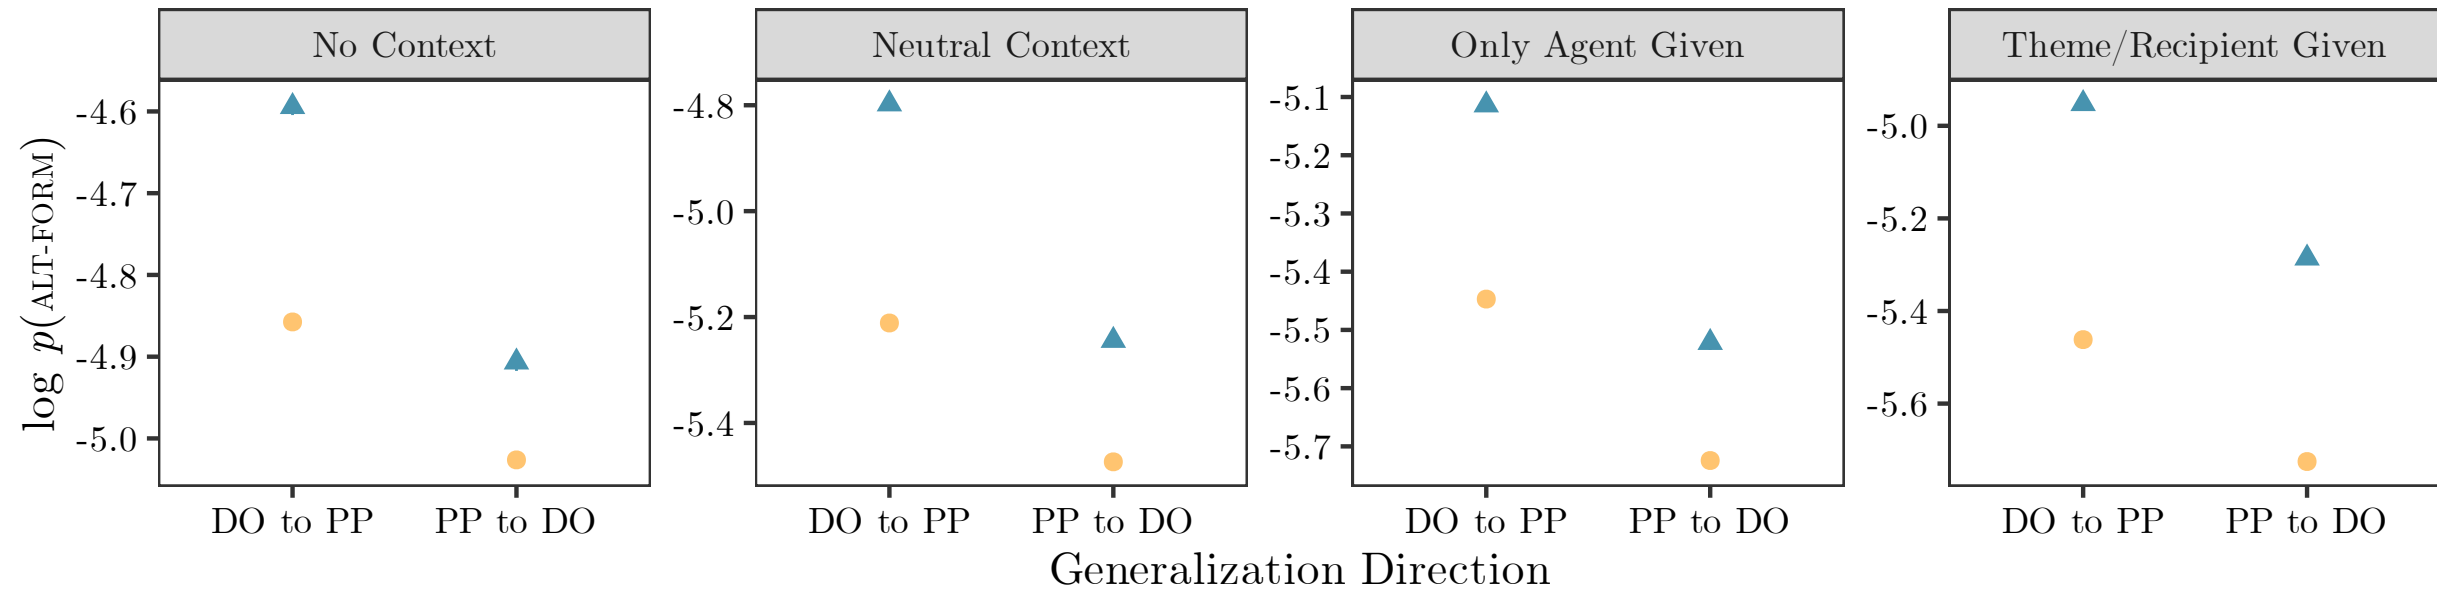 No Context
Neutral Context
Only Agent Given
Theme/Recipient Given
log p(ALT-FORM)
-4.6
-4.7
-4.8
-4.9
-5.0
-4.8
-5.0
-5.2
-5.4
-5.1
-5.2
-5.3
-5.4
-5.5
-5.6
-5.7
-5.0
-5.2
-5.4
-5.6
DO to PP PP to DO
DO to PP PP to DO
DO to PP PP to DO
DO to PP PP to DO
Generalization Direction